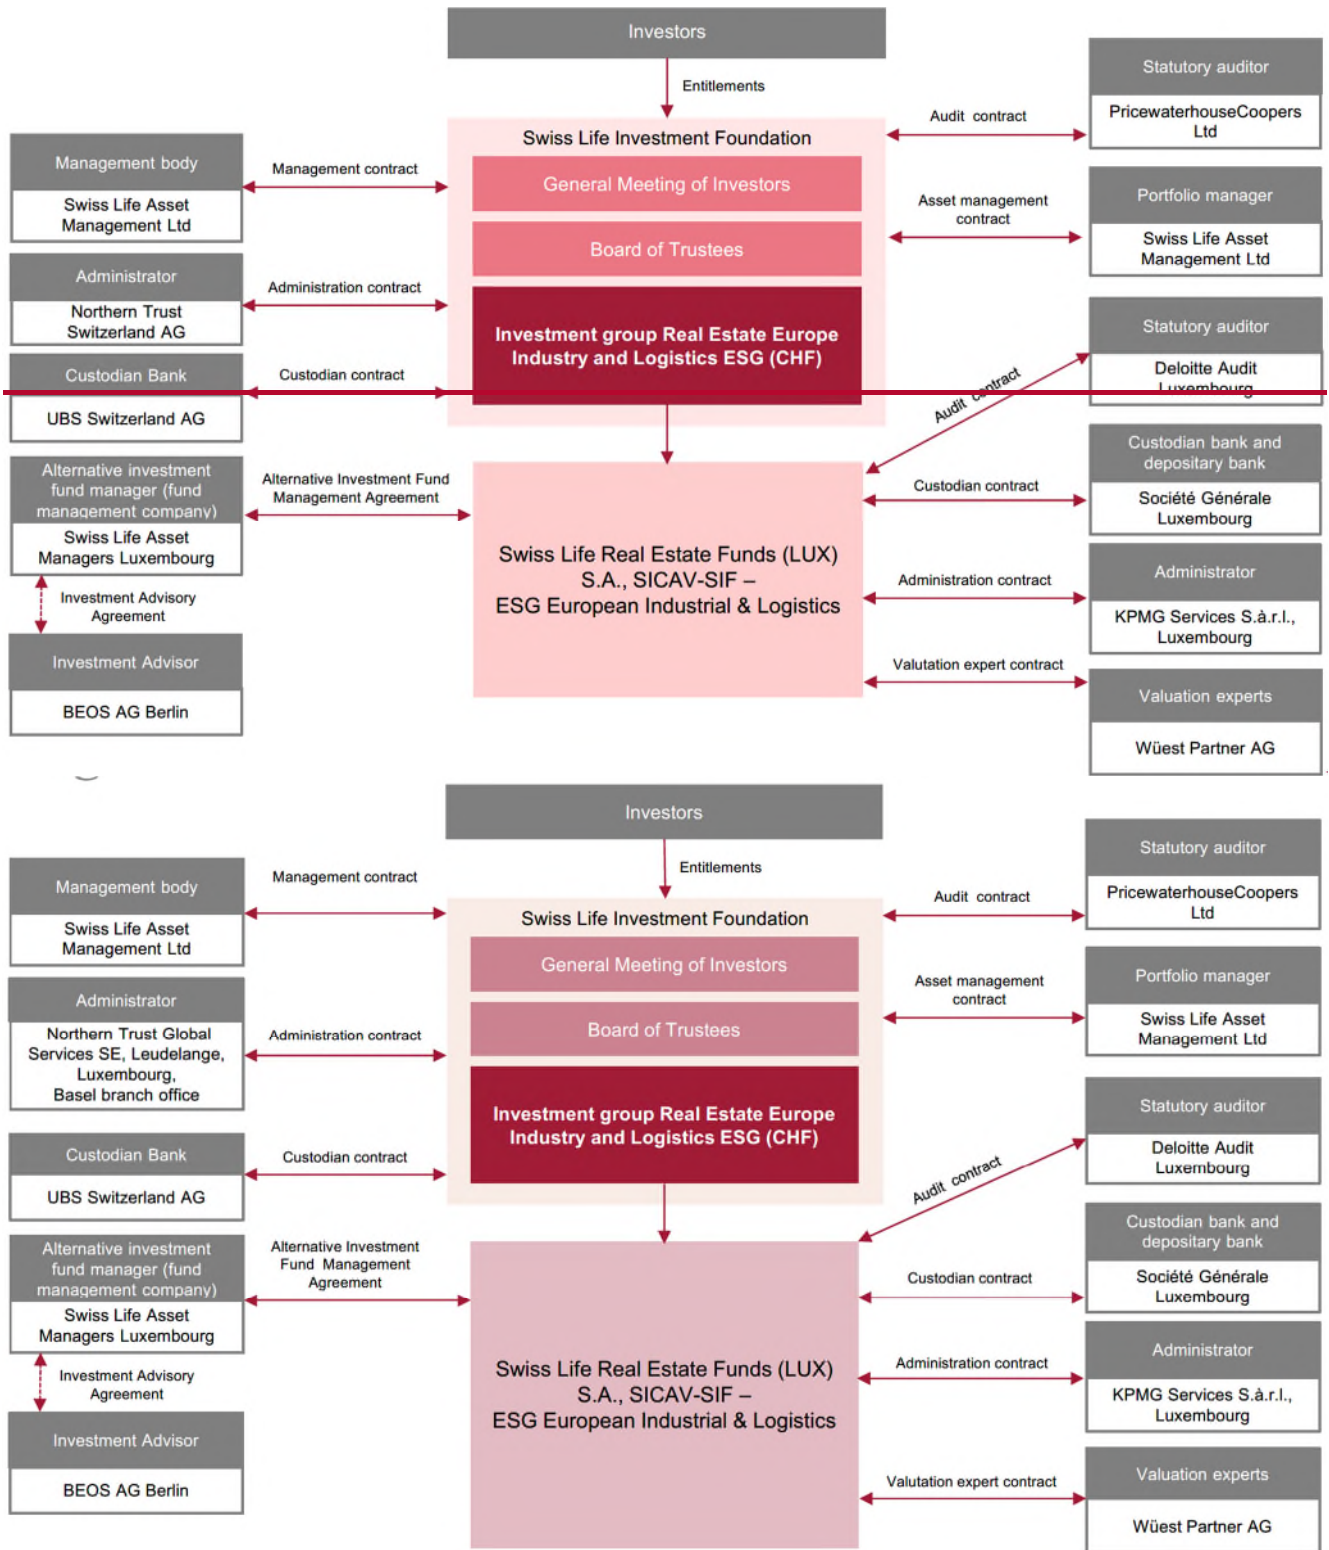 Investors
Entitlements
Statutory auditor
PricewaterhouseCoopers
Ltd
Audit contract
Swiss Life Investment Foundation
Management body
Swiss Life Asset
Management Ltd
Management contract
General Meeting of Investors
Asset management
contract
Portfolio manager
Swiss Life Asset
Management Ltd
Board of Trustees
Administrator
Northern Trust
Switzerland AG
Administration contract
Investment group Real Estate Europe
Industry and Logistics ESG (CHF)
Statutory auditor
Deloitte Audit
Luxembourg
Custodian Bank
UBS Switzerland AG
Custodian contract
Audit contract
Alternative investment
fund manager (fund
management company)
Swiss Life Asset
Managers Luxembourg
Alternative Investment Fund
Management Agreement
Custodian contract
Custodian bank and
depositary bank
Société Générale
Luxembourg
Swiss Life Real Estate Funds (LUX)
S.A., SICAV-SIF –
ESG European Industrial & Logistics
Administration contract
Administrator
KPMG Services S.à.r.l.,
Luxembourg
Investment Advisory
Agreement
Investment Advisor
BEOS AG Berlin
Valutation expert contract
Valuation experts
Wüest Partner AG
Investors
Entitlements
Statutory auditor
PricewaterhouseCoopers
Ltd
Audit contract
Swiss Life Investment Foundation
Management body
Swiss Life Asset
Management Ltd
Management contract
General Meeting of Investors
Asset management
contract
Portfolio manager
Swiss Life Asset
Management Ltd
Board of Trustees
Administrator
Northern Trust Global
Services SE, Leudelange,
Luxembourg,
Basel branch office
Administration contract
Investment group Real Estate Europe
Industry and Logistics ESG (CHF)
Statutory auditor
Deloitte Audit
Luxembourg
Custodian Bank
UBS Switzerland AG
Custodian contract
Audit contract
Alternative investment
fund manager (fund
management company)
Swiss Life Asset
Managers Luxembourg
Alternative Investment
Fund Management
Agreement
Custodian contract
Custodian bank and
depositary bank
Société Générale
Luxembourg
Swiss Life Real Estate Funds (LUX)
S.A., SICAV-SIF –
ESG European Industrial & Logistics
Administration contract
Administrator
KPMG Services S.à.r.l.,
Luxembourg
Investment Advisory
Agreement
Investment Advisor
BEOS AG Berlin
Valutation expert contract
Valuation experts
Wüest Partner AG